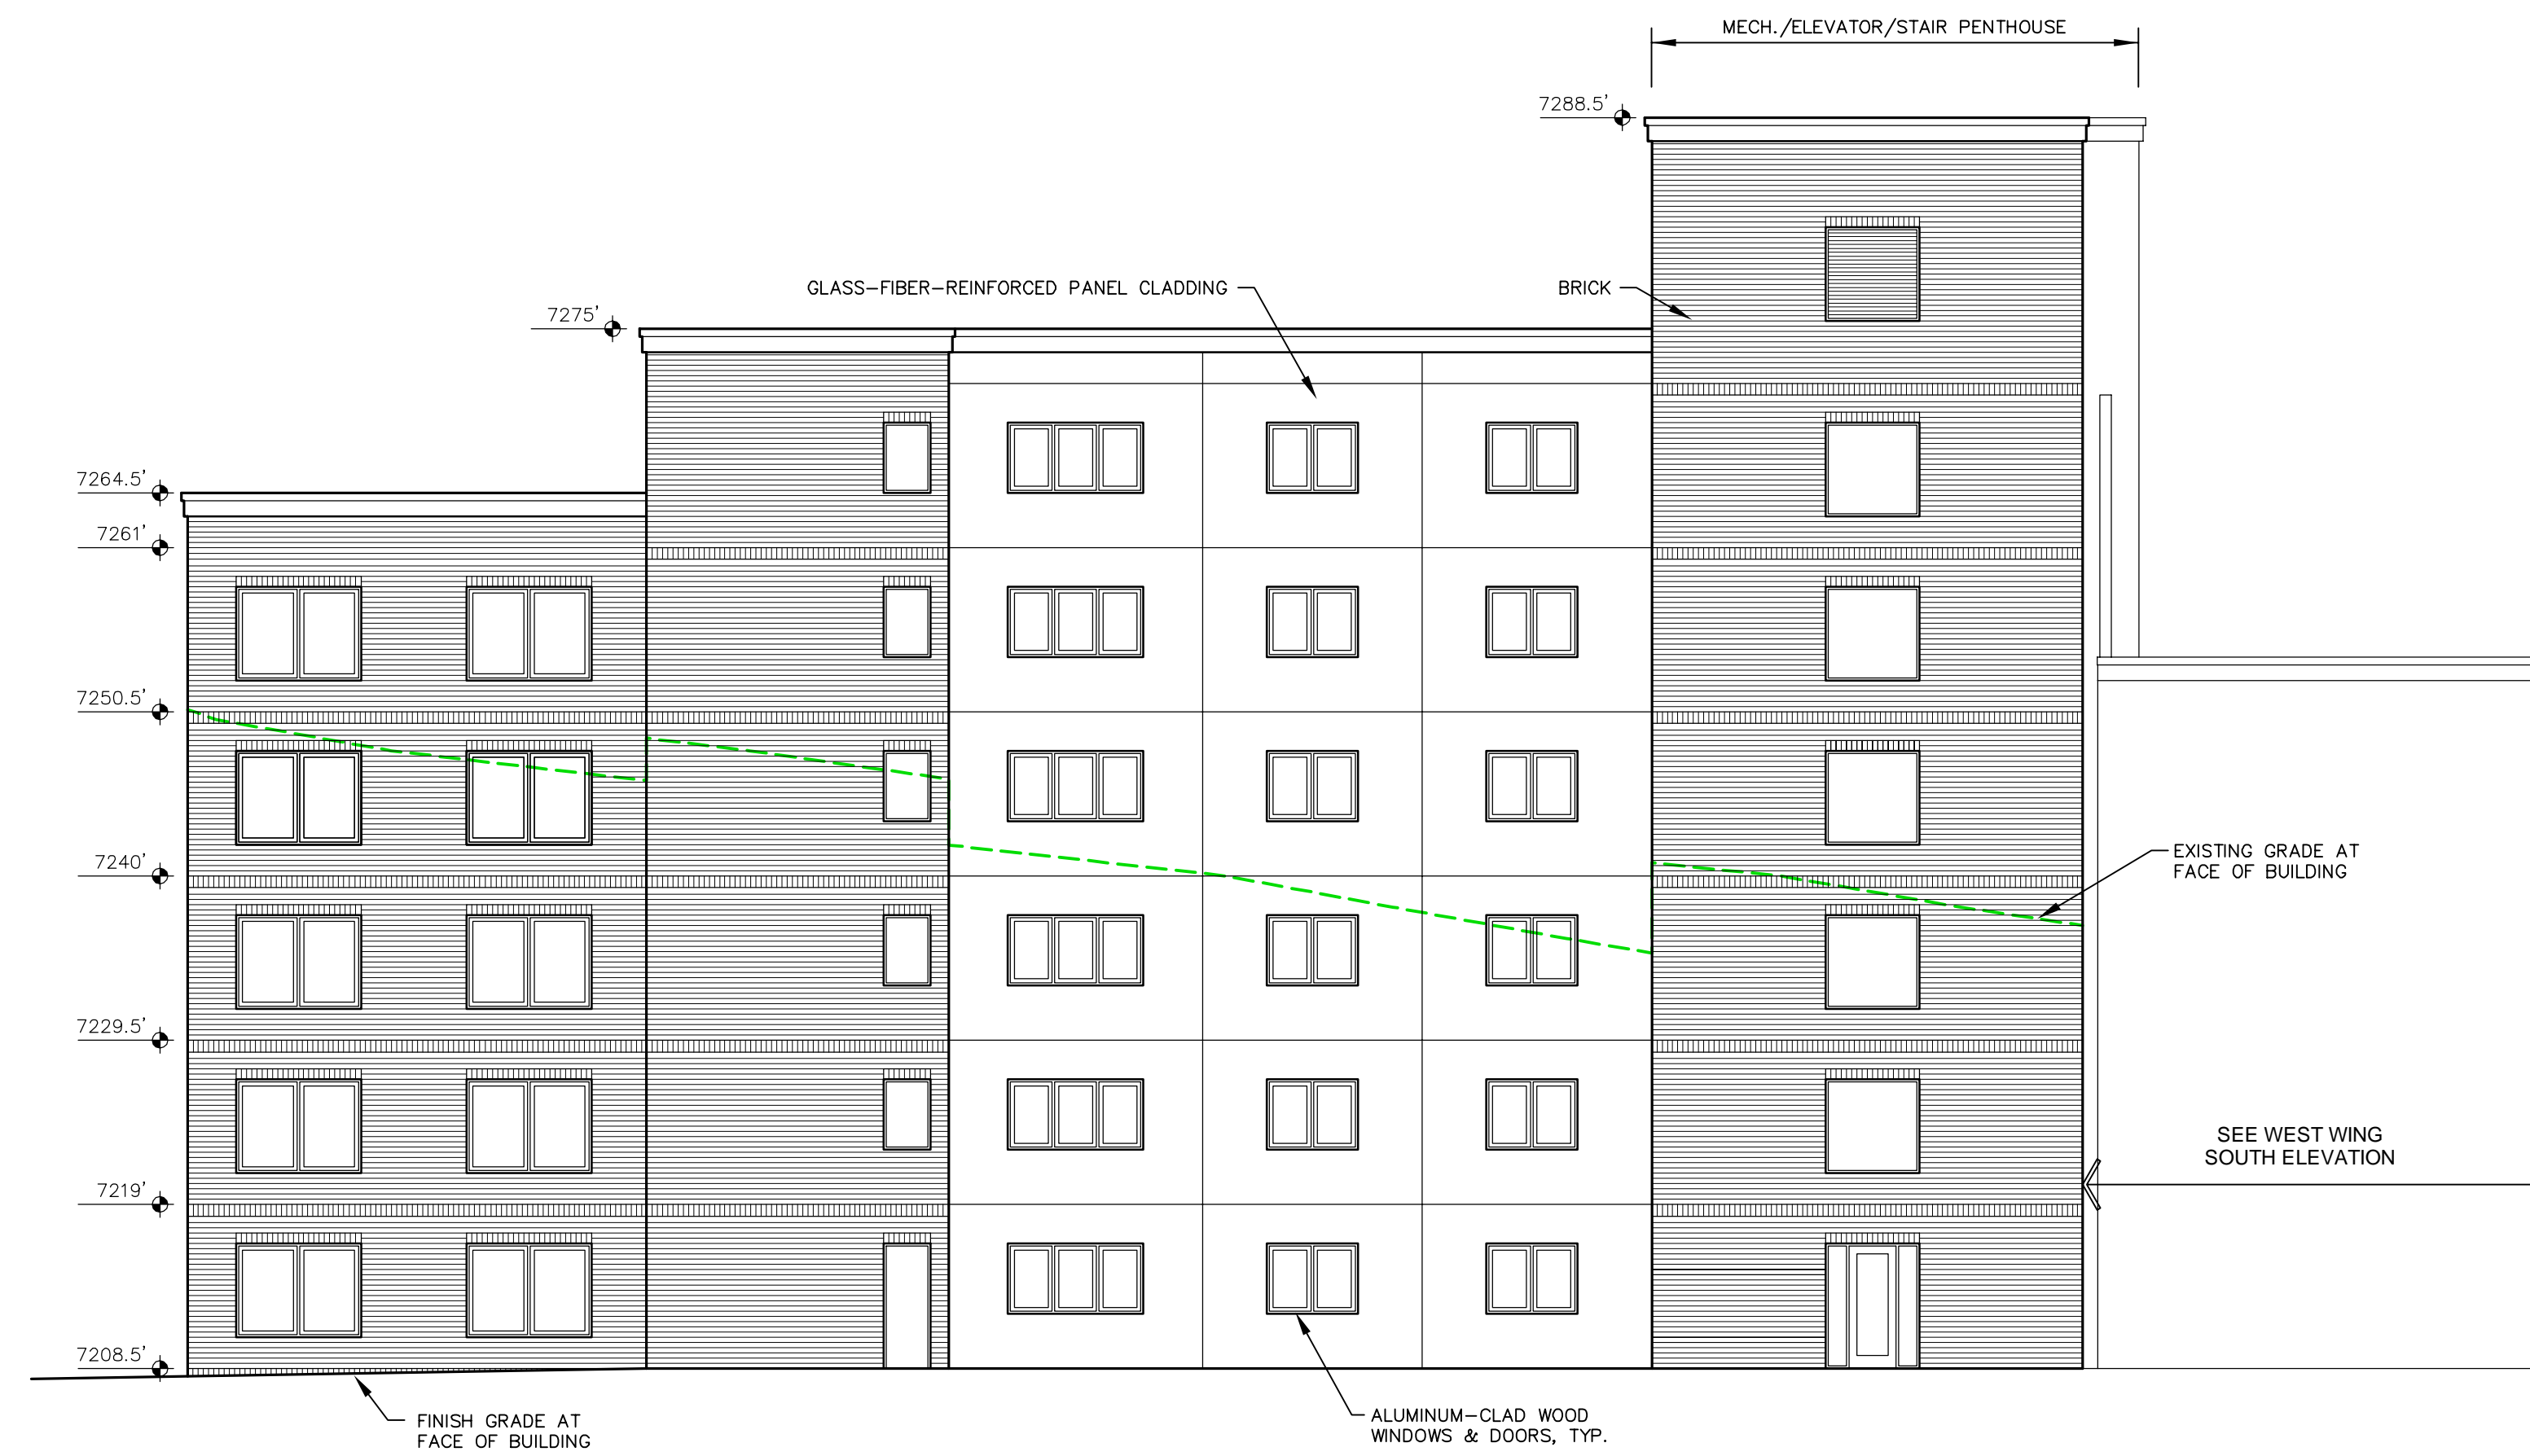 MECH./ELEVATOR/STAIR PENTHOUSE
7288.5'
GLASS-FIBER-REINFORCED PANEL CLADDING
BRICK
7275'
7264.5'
7261'
7250.5'
7240'
EXISTING GRADE AT
FACE OF BUILDING
7229.5'
SEE WEST WING
SOUTH ELEVATION
7219'
7208.5'
FINISH GRADE AT
FACE OF BUILDING
ALUMINUM-CLAD WOOD
WINDOWS & DOORS, TYP.